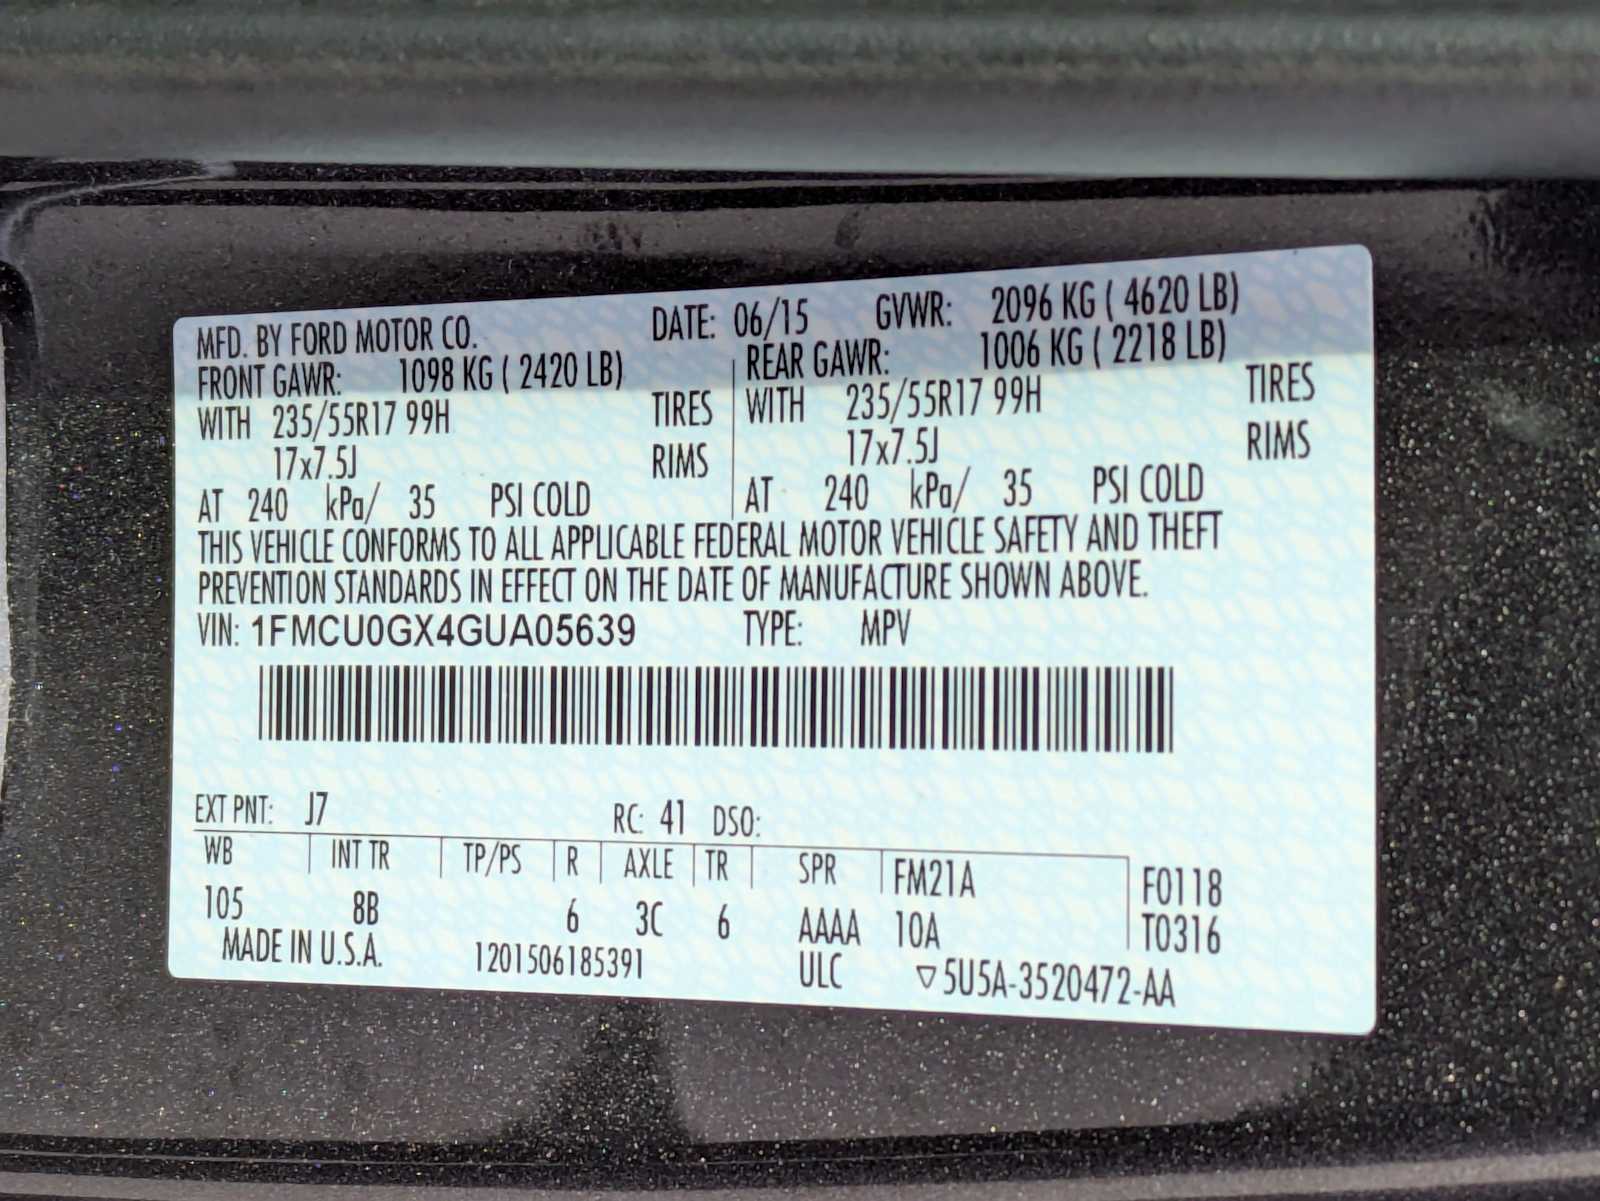 MFD. BY FORD MOTOR CO. DATE: 06/15 GVWR: 2096 KG ( 4620 LB)
FRONT GAWR: 1098 KG ( 2420 LB) REAR GAWR: 1006 KG ( 2218 LB)
WITH 235/55R17 99H TIRES WITH 235/55R17 99H TIRES
17x7.5J RIMS 17x7.5J RIMS
AT 240 kPa/ 35 PSI COLD AT 240 kPa/ 35 PSI COLD
THIS VEHICLE CONFORMS TO ALL APPLICABLE FEDERAL MOTOR VEHICLE SAFETY AND THEFT
PREVENTION STANDARDS IN EFFECT ON THE DATE OF MANUFACTURE SHOWN ABOVE.
VIN: 1FMCU0GX4GUA05639 TYPE: MPV
EXT PNT: J7 RC: 41 DSO:
WB INT TR TP/PS R AXLE TR SPR FM21A F0118
105 8B 6 3C 6 AAAA 10A T0316
MADE IN U.S.A. 1201506185391 ULC ▽5U5A-3520472-AA